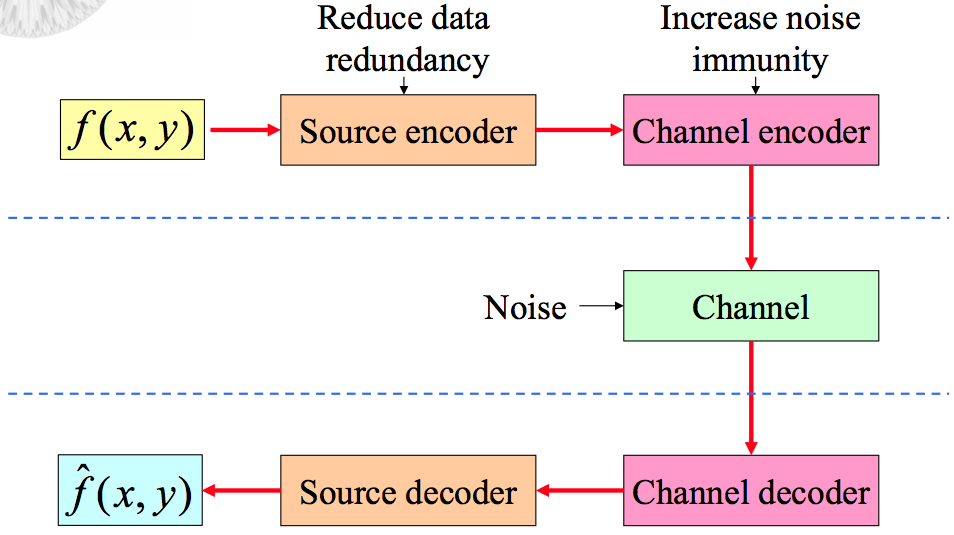 Reduce data
redundancy
Increase noise
immunity
f(x, y)
Source encoder
Channel encoder
Noise
Channel
f̂(x, y)
Source decoder
Channel decoder